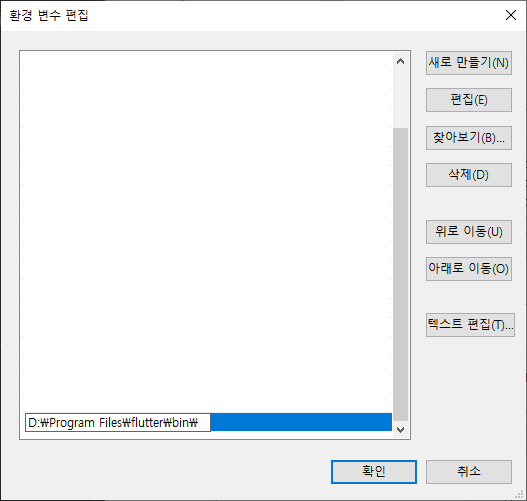 환경 변수 편집
새로 만들기(N)
편집(E)
찾아보기(B)...
삭제(D)
위로 이동(U)
아래로 이동(O)
텍스트 편집(T)...
D:₩Program Files₩flutter₩bin₩
확인
취소